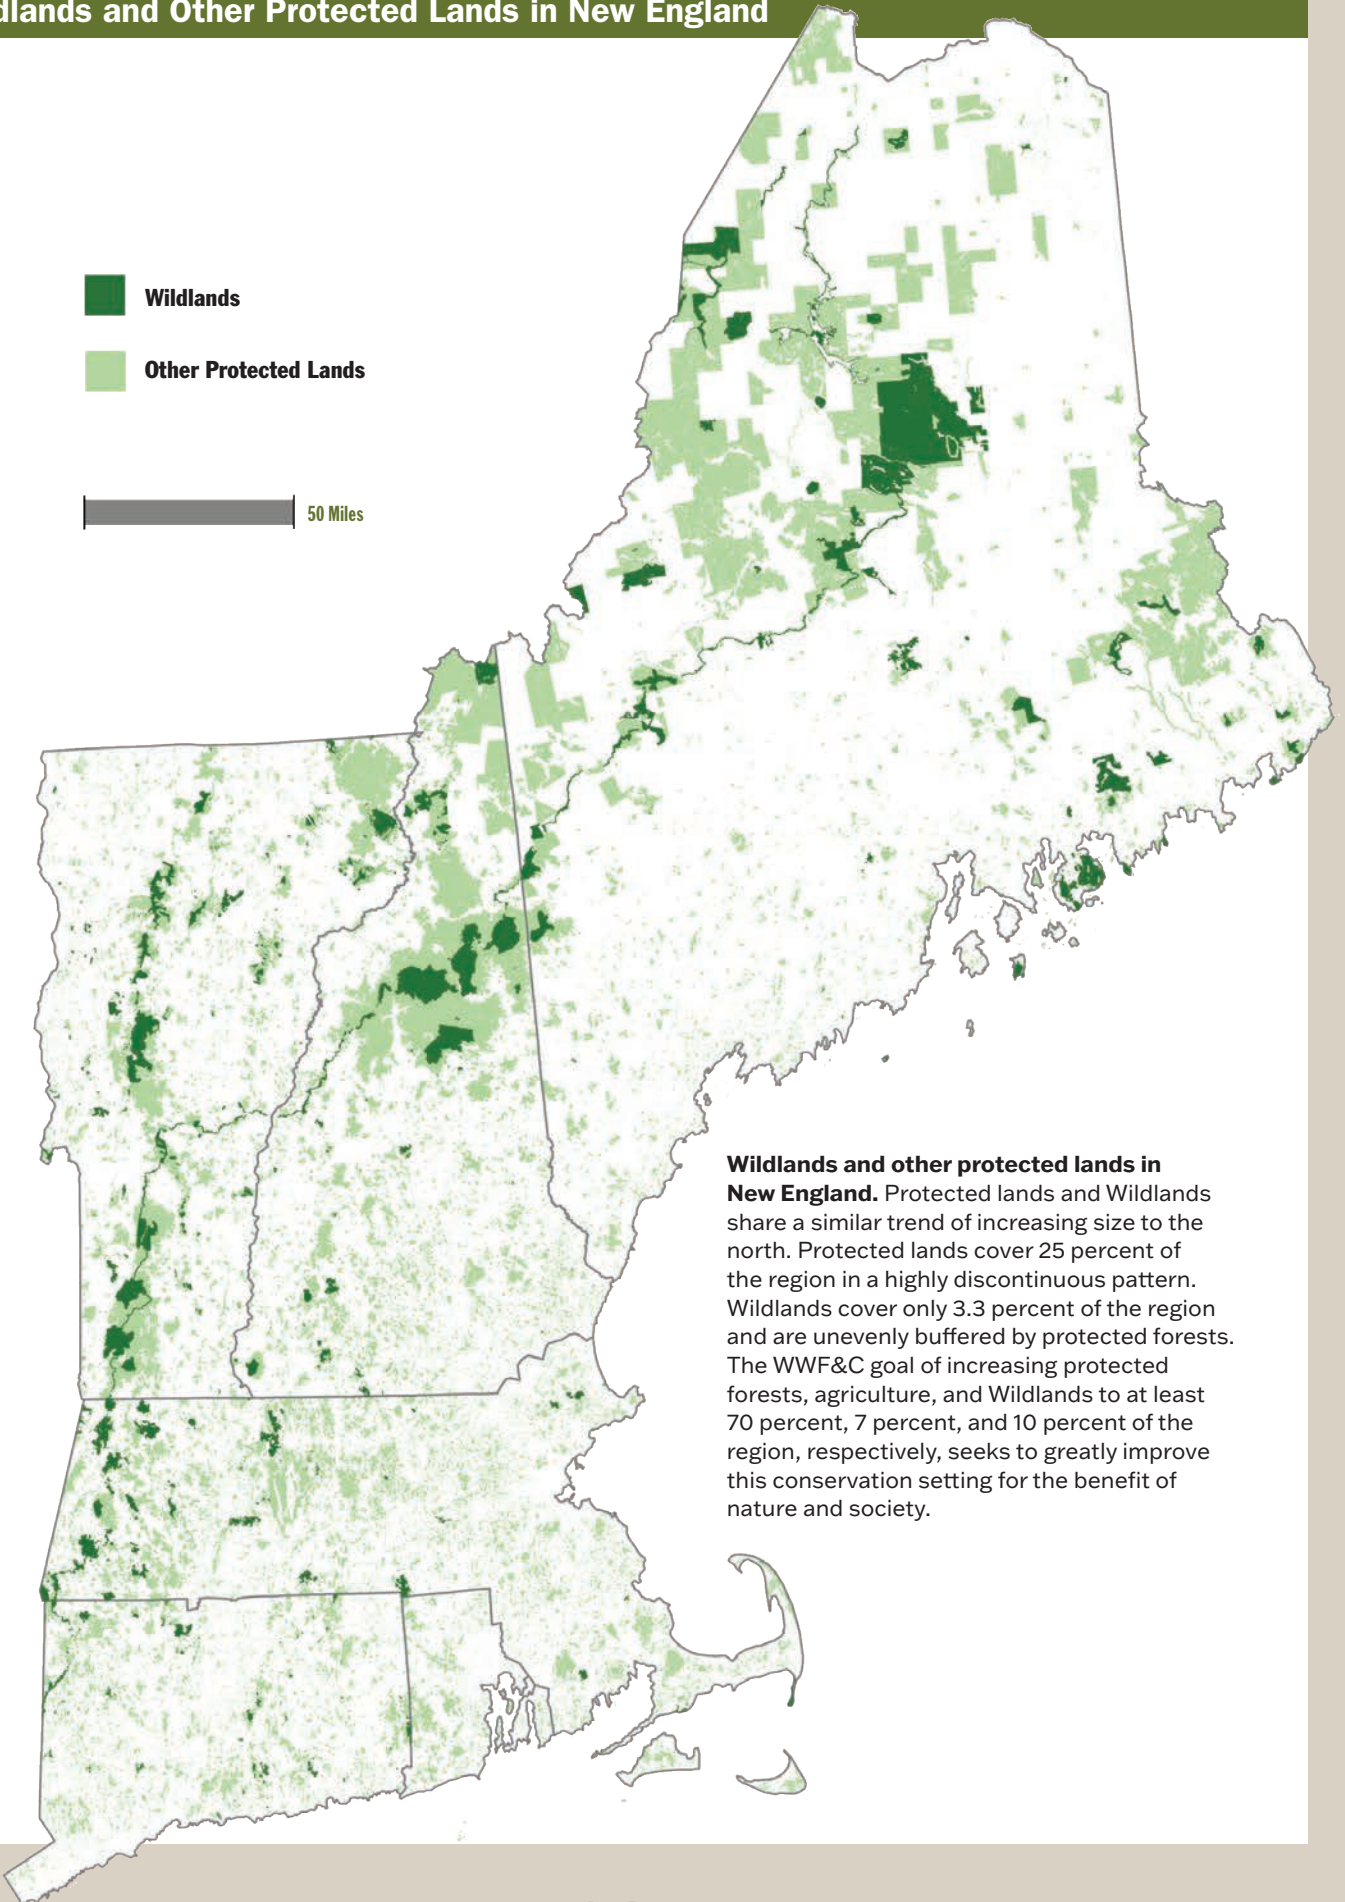 dlands and Other Protected Lands in New England
Wildlands
Other Protected Lands
50 Miles
Wildlands and other protected lands in
New England. Protected lands and Wildlands
share a similar trend of increasing size to the
north. Protected lands cover 25 percent of
the region in a highly discontinuous pattern.
Wildlands cover only 3.3 percent of the region
and are unevenly buffered by protected forests.
The WWF&C goal of increasing protected
forests, agriculture, and Wildlands to at least
70 percent, 7 percent, and 10 percent of the
region, respectively, seeks to greatly improve
this conservation setting for the benefit of
nature and society.